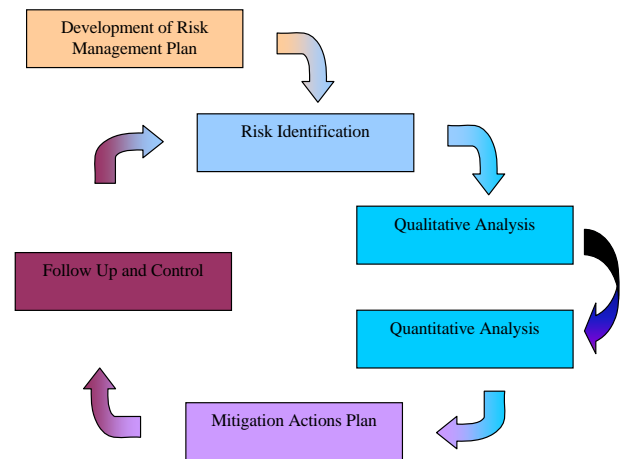 Development of Risk
Management Plan
Risk Identification
Qualitative Analysis
Quantitative Analysis
Mitigation Actions Plan
Follow Up and Control